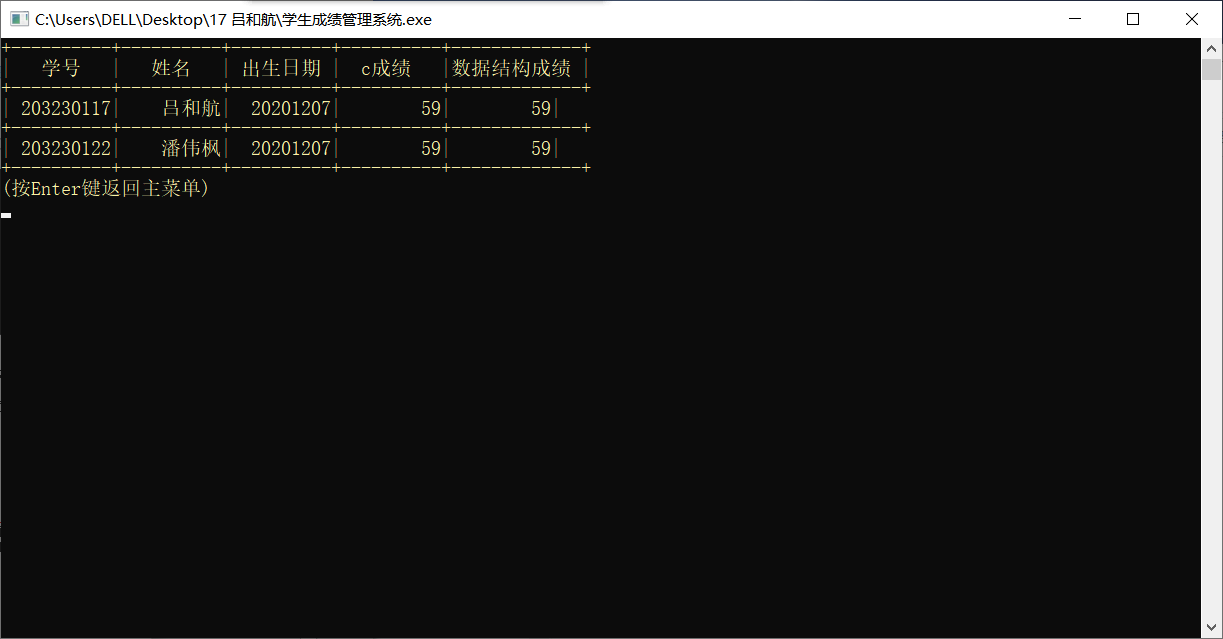 C:\Users\DELL\Desktop\17 吕和航\学生成绩管理系统.exe
+----------+----------+----------+----------+-------------+
|   学号   |   姓名   | 出生日期 |  c成绩   |数据结构成绩 |
+----------+----------+----------+----------+-------------+
| 203230117|    吕和航|  20201207|        59|        59|
+----------+----------+----------+----------+-------------+
| 203230122|    潘伟枫|  20201207|        59|        59|
+----------+----------+----------+----------+-------------+
(按Enter键返回主菜单)